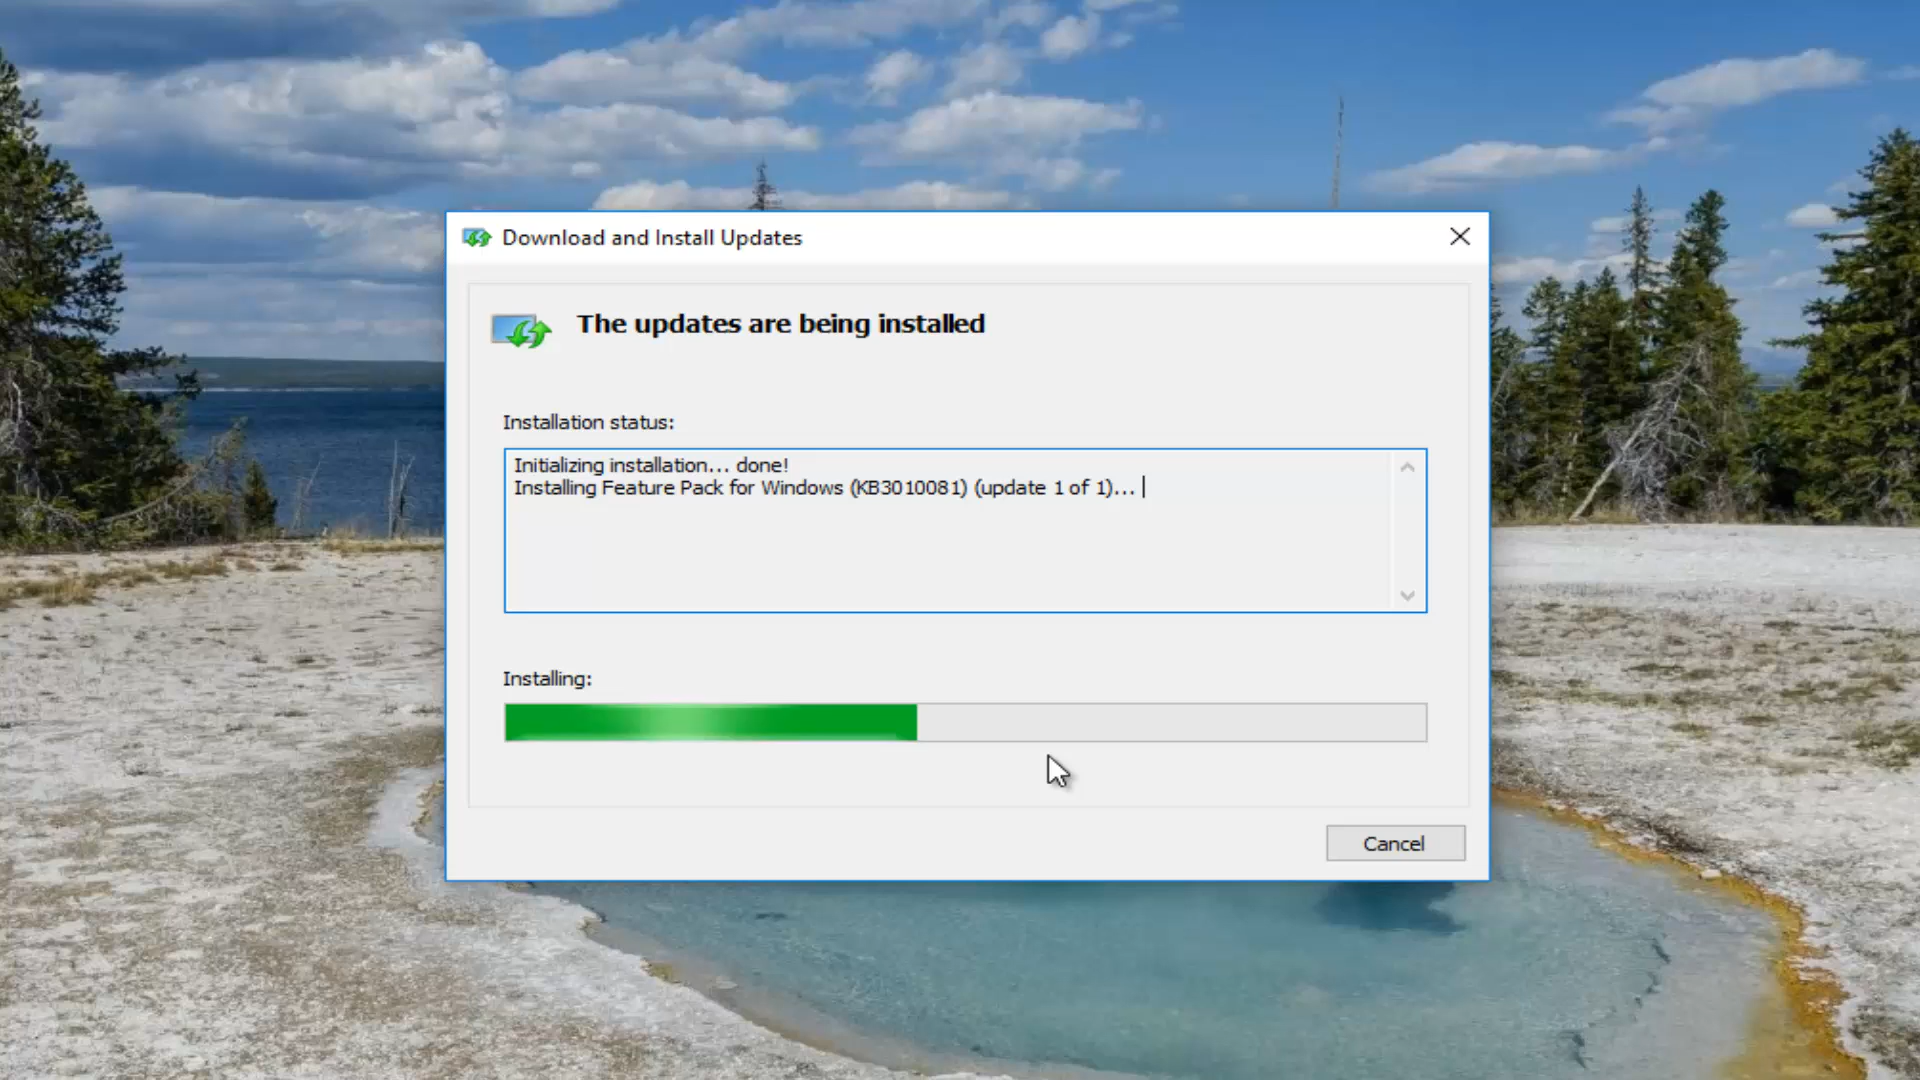 Download and Install Updates
The updates are being installed
Installation status:
Initializing installation... done!
Installing Feature Pack for Windows (KB3010081) (update 1 of 1)...
Installing:
Cancel